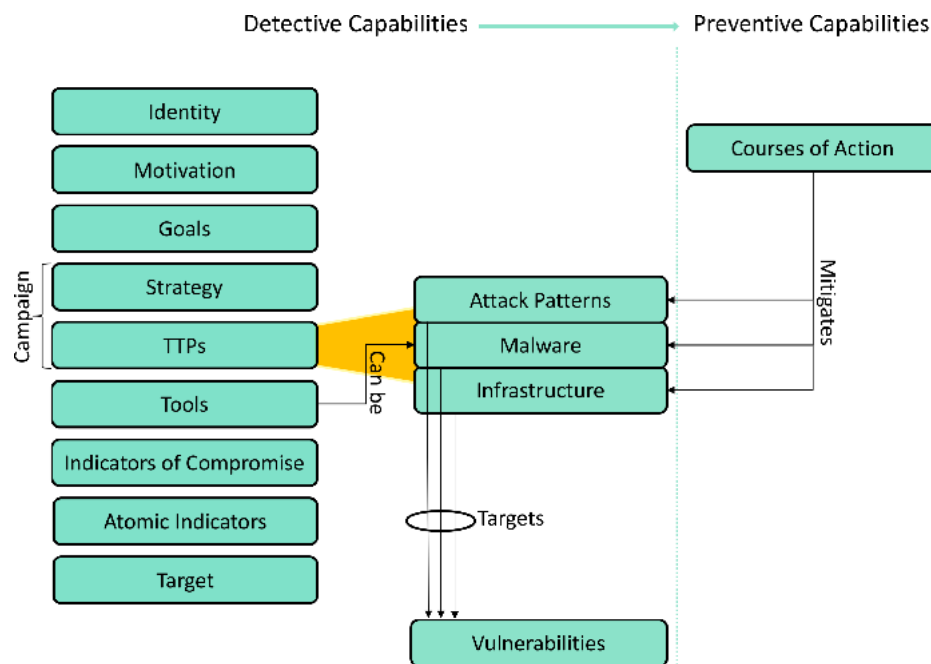 Detective Capabilities
Preventive Capabilities
Identity
Motivation
Goals
Strategy
TTPs
Tools
Indicators of Compromise
Atomic Indicators
Target
Campaign
Can be
Attack Patterns
Malware
Infrastructure
Targets
Vulnerabilities
Courses of Action
Mitigates